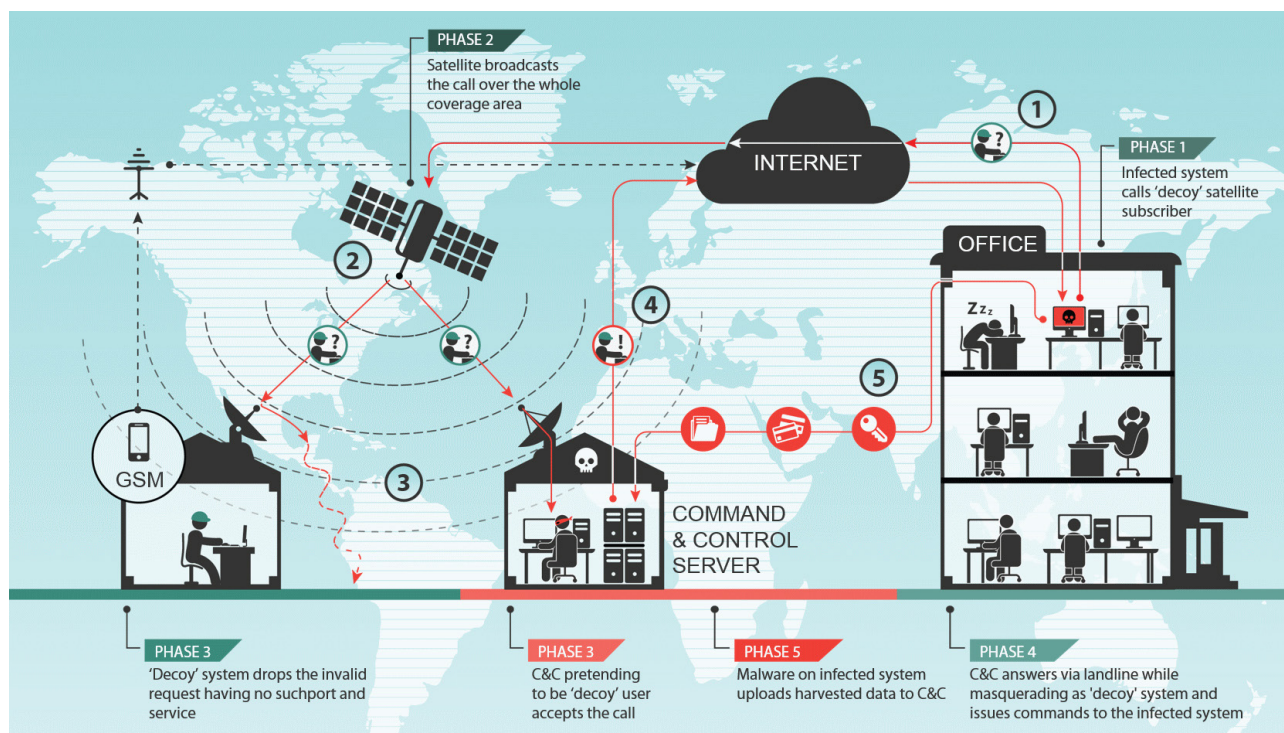 PHASE 2
Satellite broadcasts
the call over the whole
coverage area
1
INTERNET
?
PHASE 1
Infected system
calls ‘decoy’ satellite
subscriber
OFFICE
2
4
ZZZ
?
?
!
5
GSM
3
COMMAND
& CONTROL
SERVER
PHASE 3
‘Decoy’ system drops the invalid
request having no suchport and
service
PHASE 3
C&C pretending
to be ‘decoy’ user
accepts the call
PHASE 5
Malware on infected system
uploads harvested data to C&C
PHASE 4
C&C answers via landline while
masquerading as 'decoy' system and
issues commands to the infected system